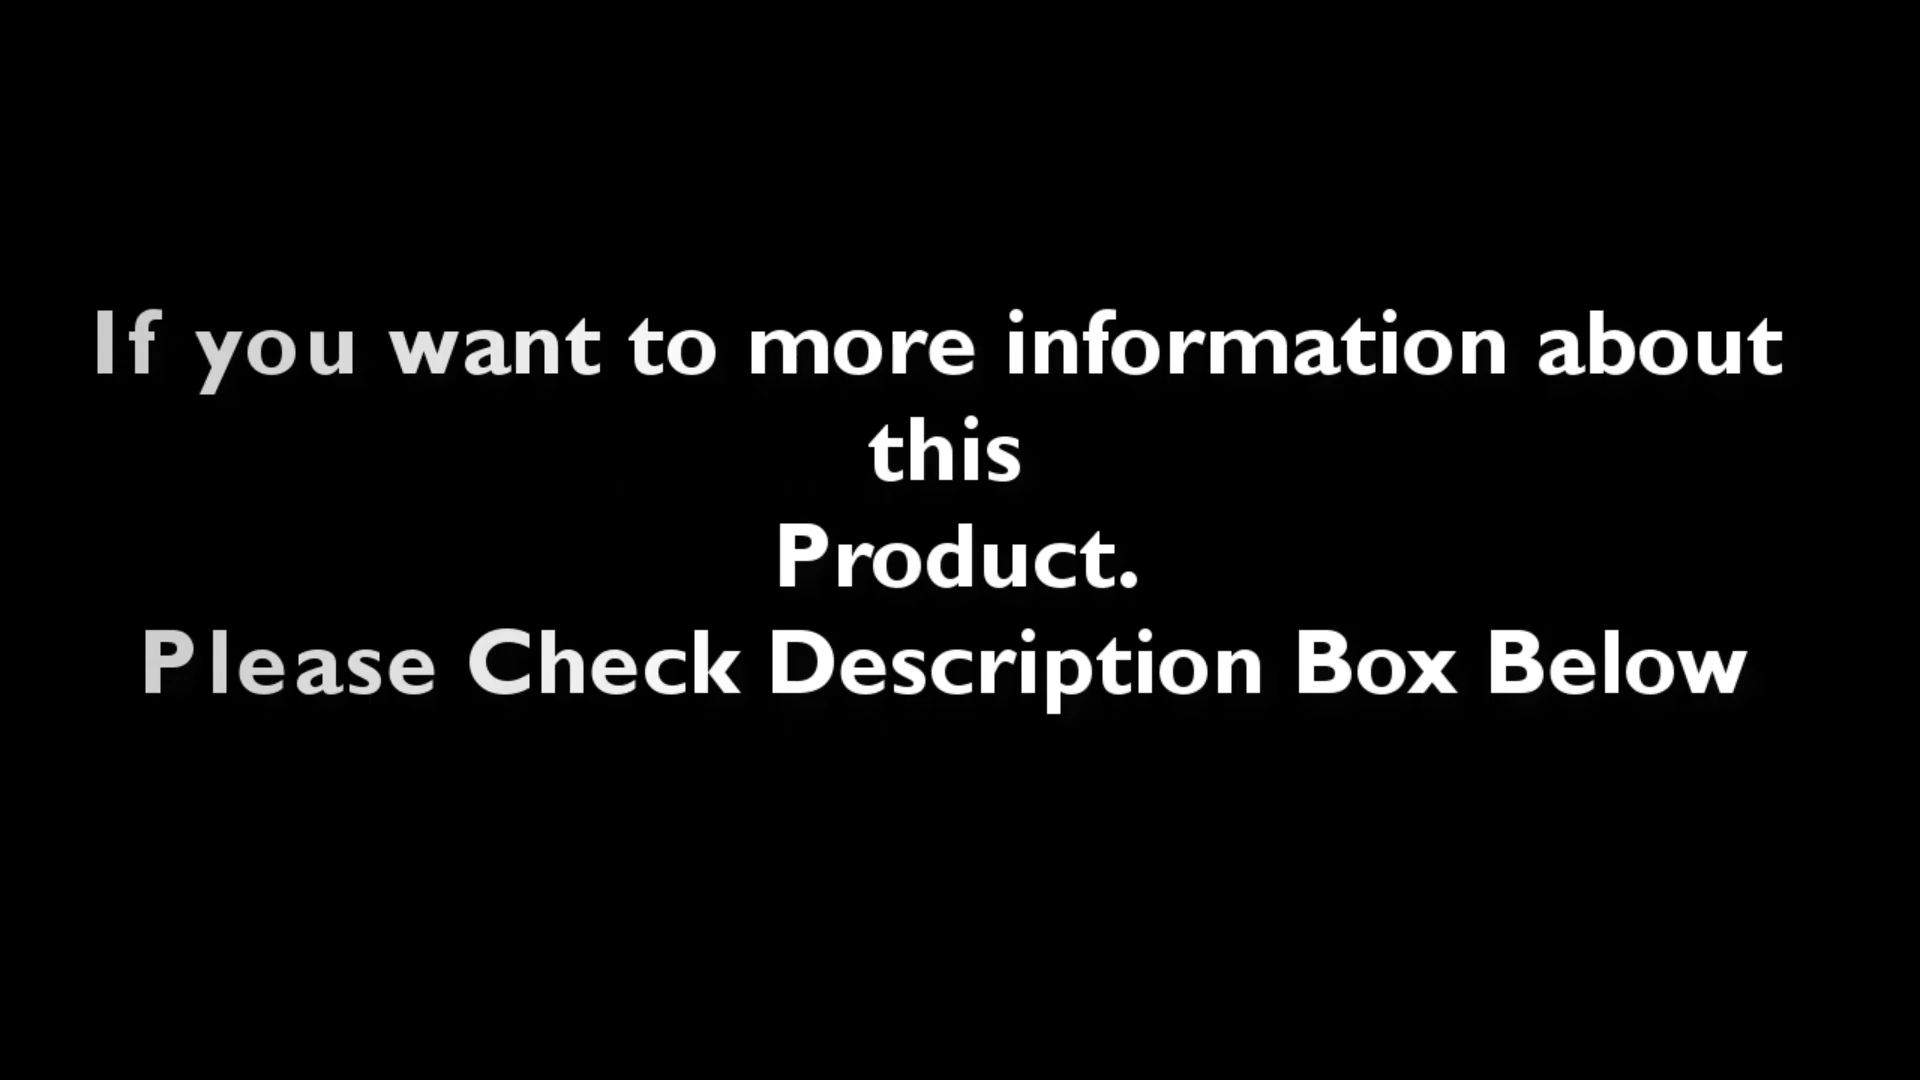 If you want to more information about
this
Product.
Please Check Description Box Below